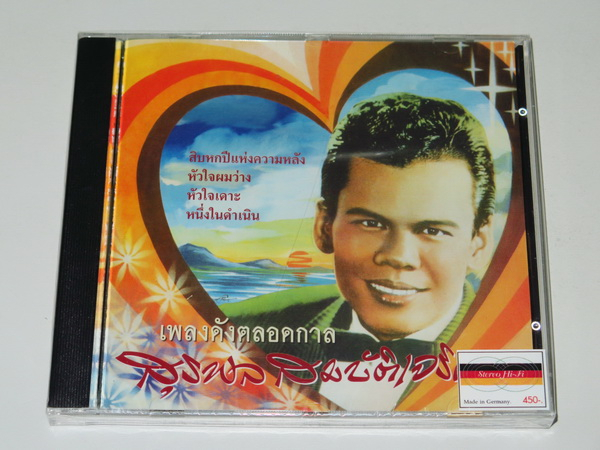 สิบหกปีแห่งความหลัง
หัวใจผมว่าง
หัวใจเดาะ
หนึ่งในดำเนิน
เพลงดังตลอดกาล
สุรพล สมบัติเจริ
Stereo Hi-Fi
Made in Germany. 450-.